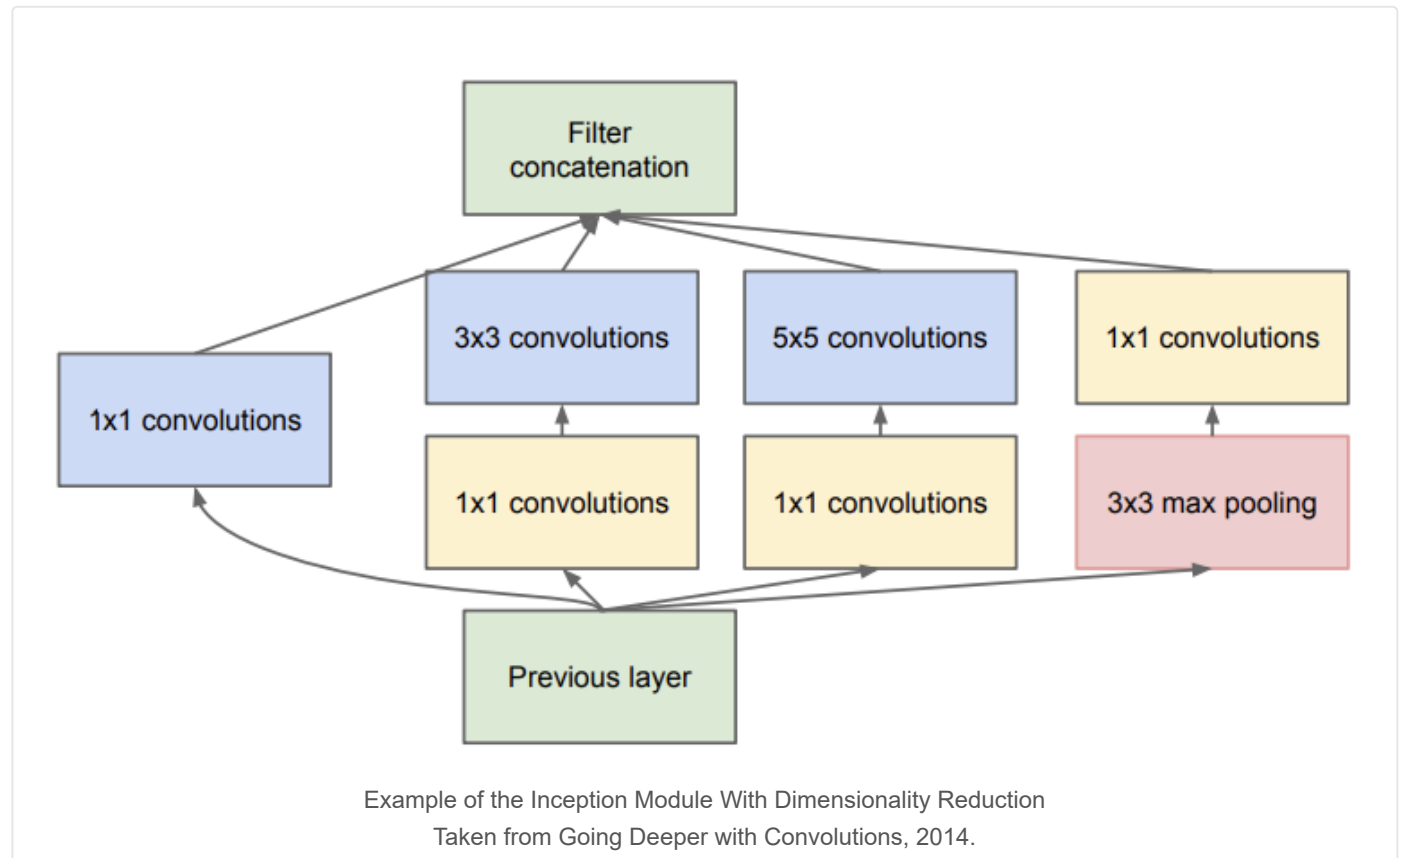 Filter
concatenation
3x3 convolutions
5x5 convolutions
1x1 convolutions
1x1 convolutions
1x1 convolutions
1x1 convolutions
3x3 max pooling
Previous layer
Example of the Inception Module With Dimensionality Reduction
Taken from Going Deeper with Convolutions, 2014.